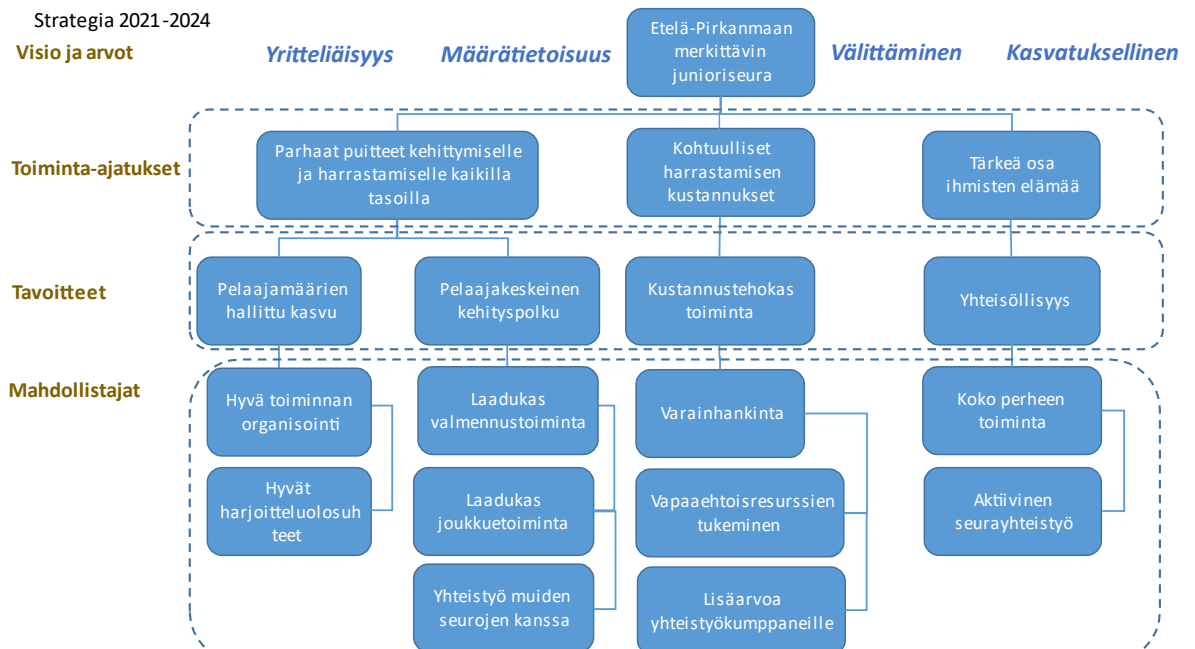 Strategia 2021-2024
Visio ja arvot
Yritteliäisyys
Määrätietoisuus
Etelä-Pirkanmaan
merkittävin
junioriseura
Välittäminen
Kasvatuksellinen
Toiminta-ajatukset
Parhaat puitteet kehittymiselle
ja harrastamiselle kaikilla
tasoilla
Kohtuulliset
harrastamisen
kustannukset
Tärkeä osa
ihmisten elämää
Tavoitteet
Pelaajamäärien
hallittu kasvu
Pelaajakeskeinen
kehityspolku
Kustannustehokas
toiminta
Yhteisöllisyys
Mahdollistajat
Hyvä toiminnan
organisointi
Laadukas
valmennustoiminta
Varainhankinta
Koko perheen
toiminta
Hyvät
harjoitteluolosuh
teet
Laadukas
joukkuetoiminta
Vapaaehtoisresurssien
tukeminen
Aktiivinen
seurayhteistyö
Yhteistyö muiden
seurojen kanssa
Lisäarvoa
yhteistyökumppaneille